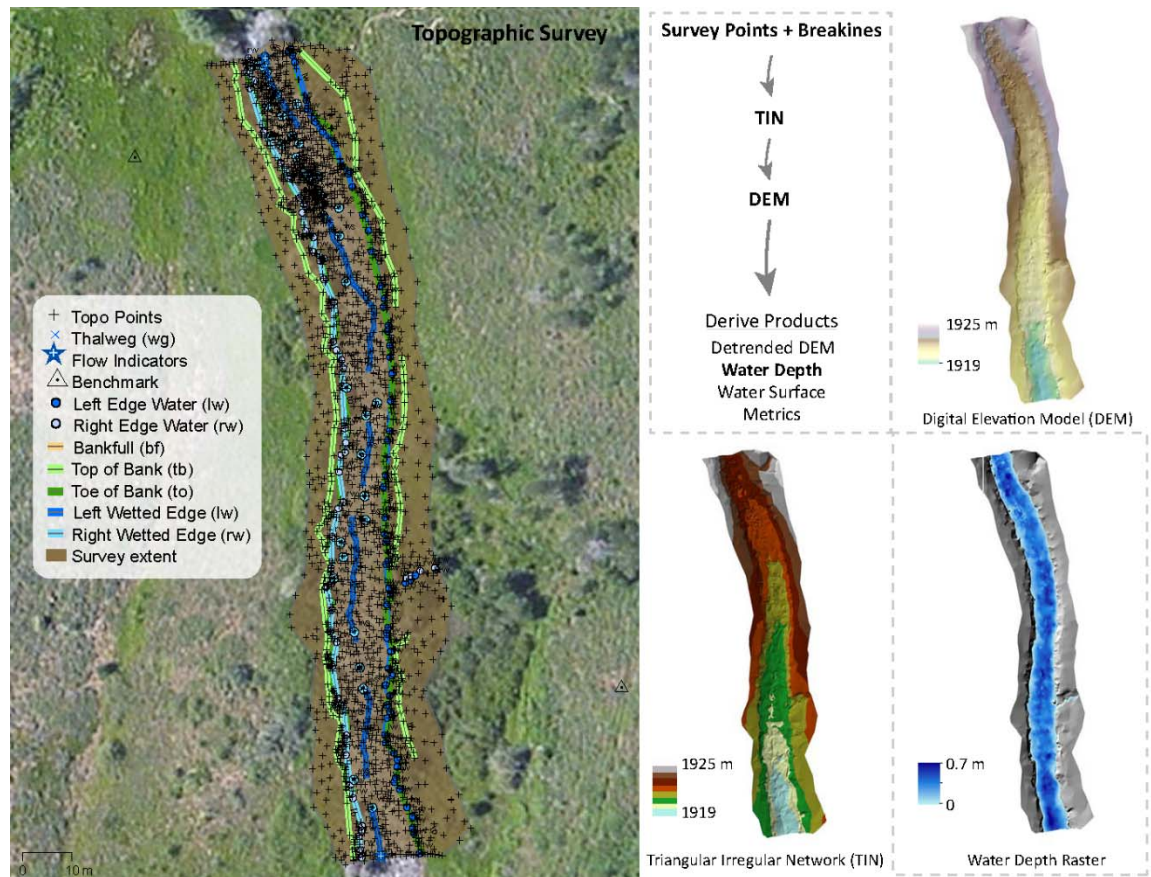 Topographic Survey
Topo Points
Thalweg (wg)
Flow Indicators
Benchmark
Left Edge Water (lw)
Right Edge Water (rw)
Bankfull (bf)
Top of Bank (tb)
Toe of Bank (to)
Left Wetted Edge (lw)
Right Wetted Edge (rw)
Survey extent
0 10 m
Survey Points + Breakines
TIN
DEM
Derive Products
Detrended DEM
Water Depth
Water Surface
Metrics
1925 m
1919
Digital Elevation Model (DEM)
1925 m
1919
Triangular Irregular Network (TIN)
0.7 m
0
Water Depth Raster